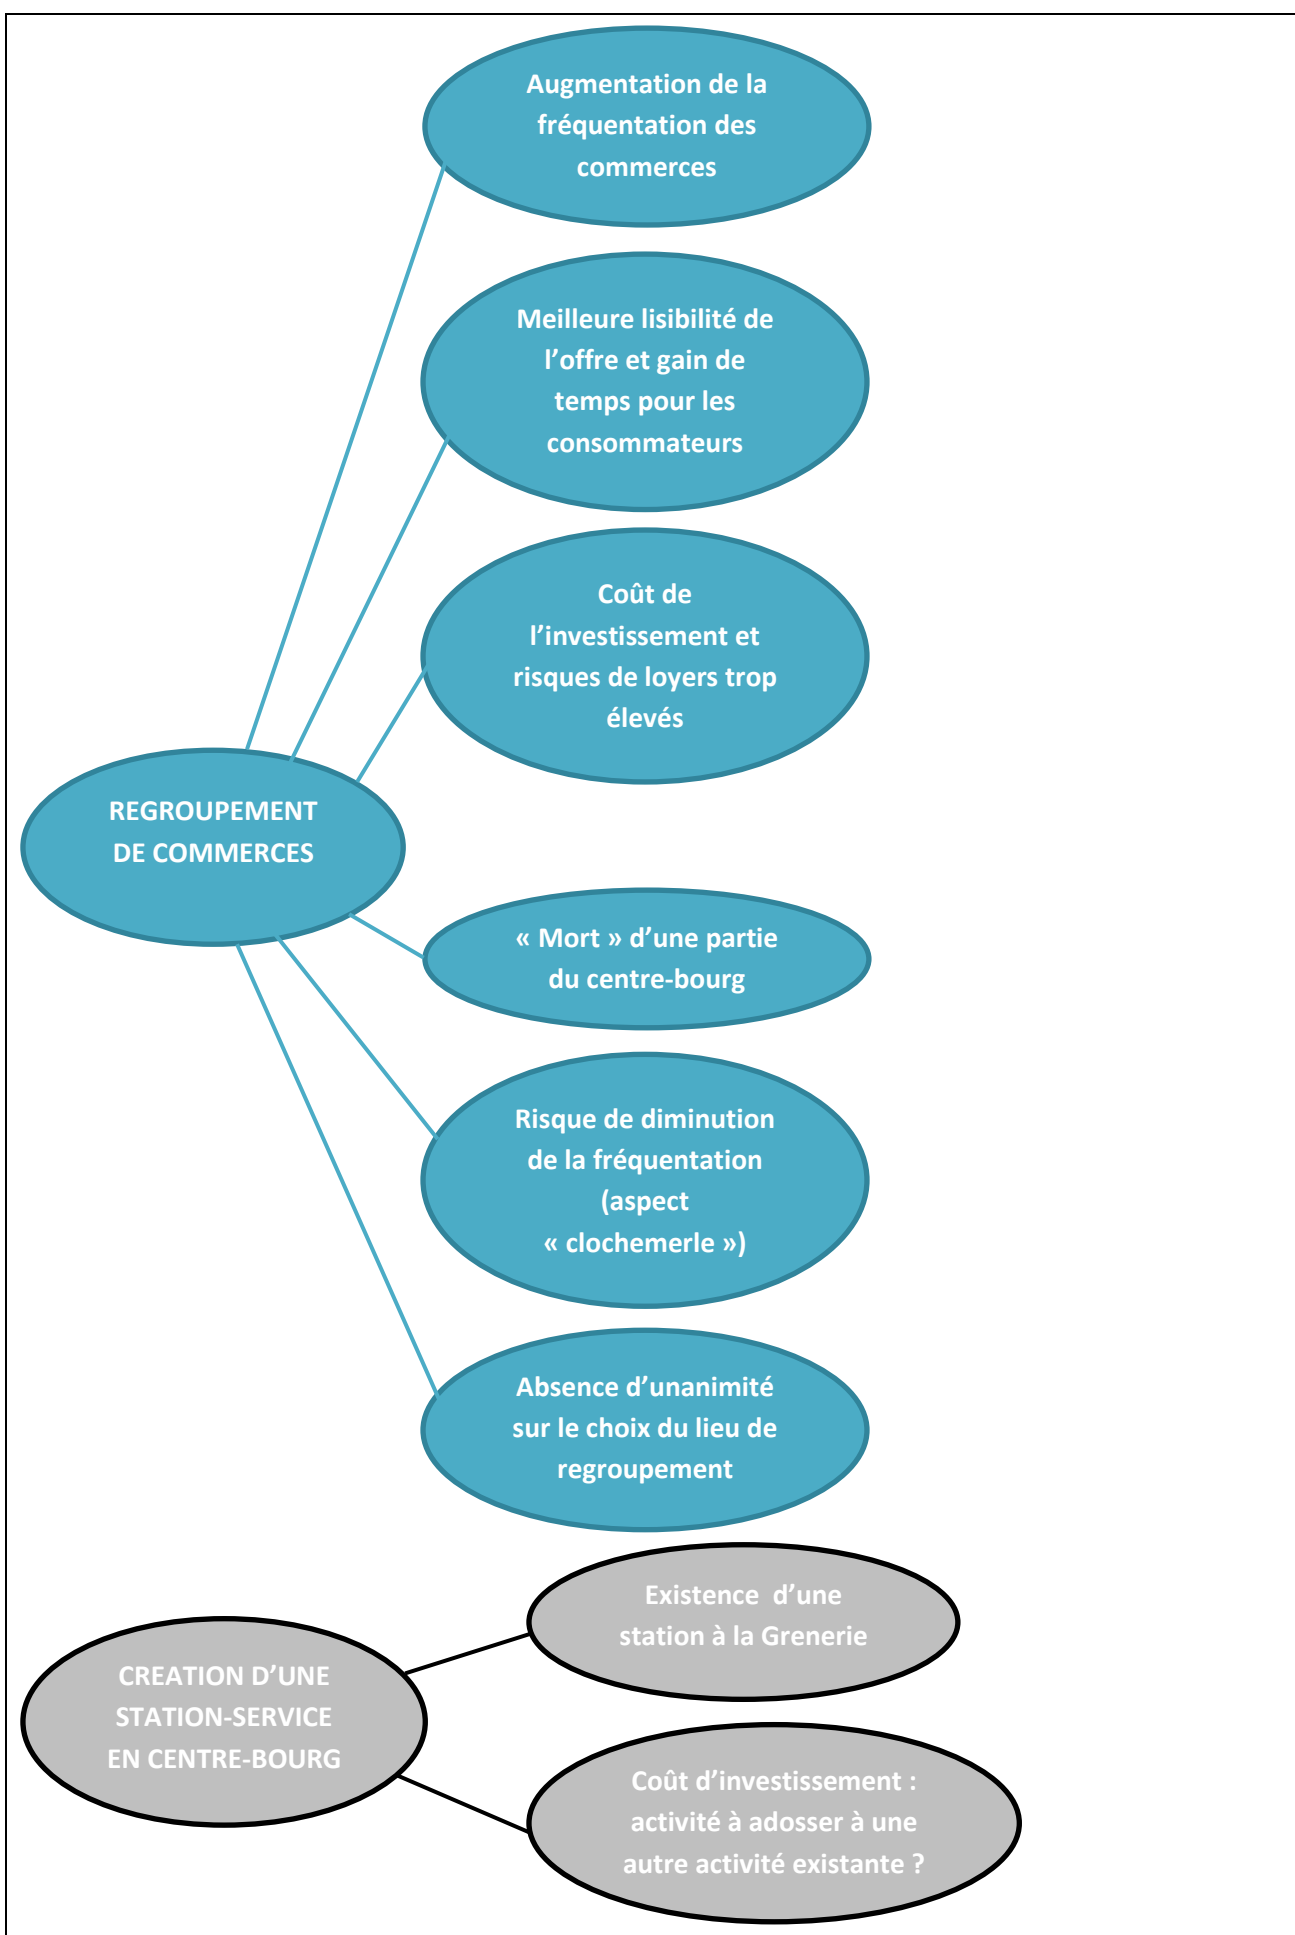 Augmentation de la
fréquentation des
commerces
Meilleure lisibilité de
l’offre et gain de
temps pour les
consommateurs
Coût de
l’investissement et
risques de loyers trop
élevés
REGROUPEMENT
DE COMMERCES
« Mort » d’une partie
du centre-bourg
Risque de diminution
de la fréquentation
(aspect
« clochemerle »)
Absence d’unanimité
sur le choix du lieu de
regroupement
Existence  d’une
station à la Grenerie
CREATION D’UNE
STATION-SERVICE
EN CENTRE-BOURG
Coût d’investissement :
activité à adosser à une
autre activité existante ?